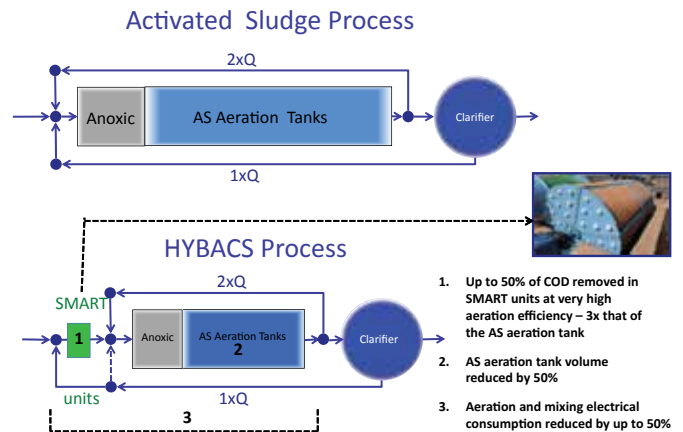 Activated Sludge Process
2xQ
Anoxic
AS Aeration Tanks
Clarifier
1xQ
HYBACS Process
2xQ
SMART
1
Anoxic
AS Aeration Tanks
2
Clarifier
units
1xQ
3
1. Up to 50% of COD removed in
SMART units at very high
aeration efficiency – 3x that of
the AS aeration tank
2. AS aeration tank volume
reduced by 50%
3. Aeration and mixing electrical
consumption reduced by up to 50%